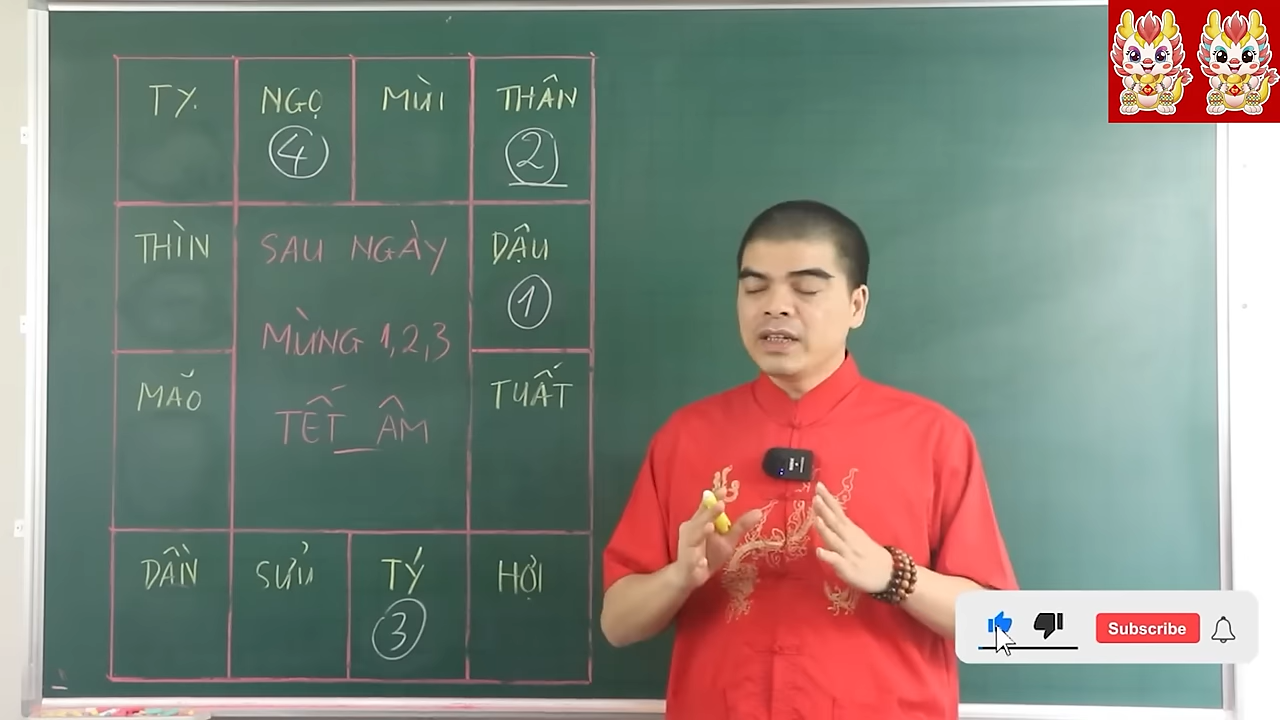 TỴ NGỌ MÙI THÂN
4 2
THÌN SAU NGÀY DẬU
1
MÙNG 1,2,3
MÃO TUẤT
TẾT ÂM
DẦN SỬU TÝ HỢI
3
Subscribe